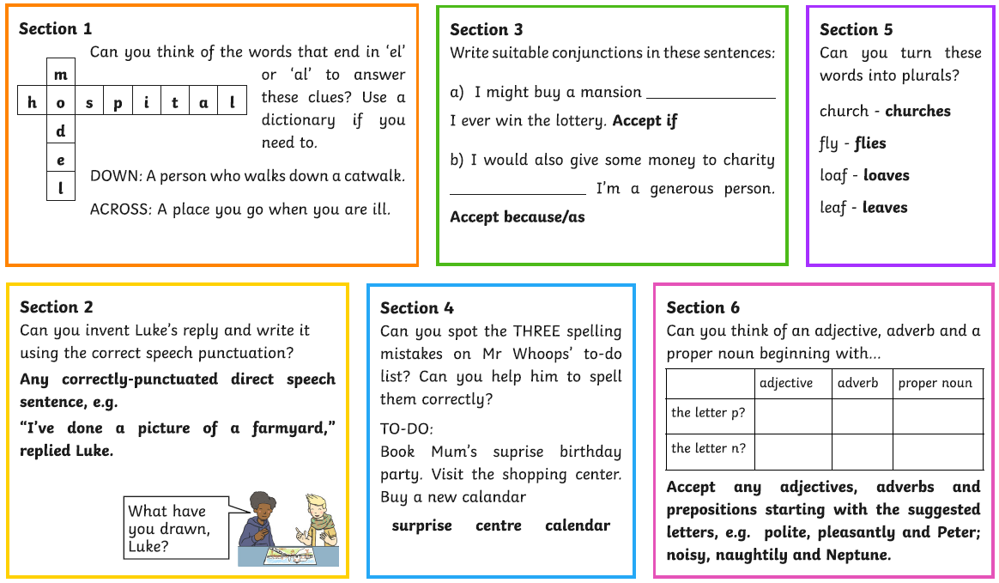 Section 1
Can you think of the words that end in ‘el’
or ‘al’ to answer
these clues? Use a
dictionary if you
need to.
m
h o s p i t a l
d
e
l
DOWN: A person who walks down a catwalk.
ACROSS: A place you go when you are ill.
Section 3
Write suitable conjunctions in these sentences:
a) I might buy a mansion ________________
I ever win the lottery. Accept if
b) I would also give some money to charity
________________ I’m a generous person.
Accept because/as
Section 5
Can you turn these
words into plurals?
church - churches
fly - flies
loaf - loaves
leaf - leaves
Section 2
Can you invent Luke’s reply and write it
using the correct speech punctuation?
Any correctly-punctuated direct speech
sentence, e.g.
“I’ve done a picture of a farmyard,”
replied Luke.
What have
you drawn,
Luke?
Section 4
Can you spot the THREE spelling
mistakes on Mr Whoops’ to-do
list? Can you help him to spell
them correctly?
TO-DO:
Book Mum’s suprise birthday
party. Visit the shopping center.
Buy a new calandar
surprise centre calendar
Section 6
Can you think of an adjective, adverb and a
proper noun beginning with...
adjective adverb proper noun
the letter p?
the letter n?
Accept any adjectives, adverbs and
prepositions starting with the suggested
letters, e.g. polite, pleasantly and Peter;
noisy, naughtily and Neptune.